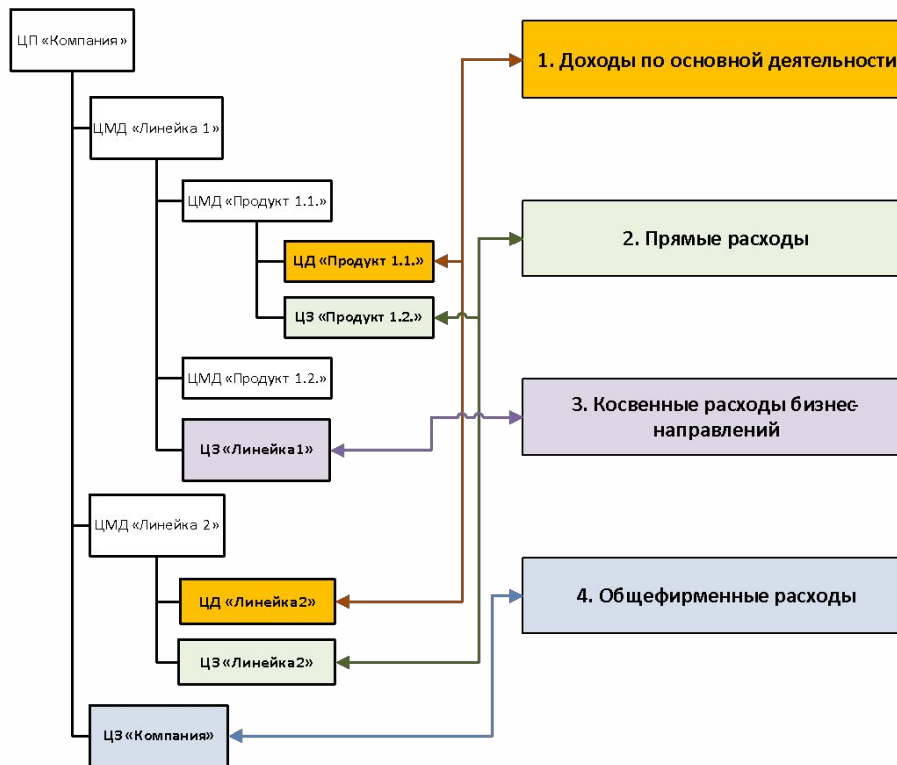 ЦП «Компания»
ЦМД «Линейка 1»
ЦМД «Продукт 1.1.»
ЦД «Продукт 1.1.»
ЦЗ «Продукт 1.2.»
ЦМД «Продукт 1.2.»
ЦЗ «Линейка1»
ЦМД «Линейка 2»
ЦД «Линейка2»
ЦЗ «Линейка2»
ЦЗ «Компания»
1. Доходы по основной деятельности
2. Прямые расходы
3. Косвенные расходы бизнес-
направлений
4. Общефирменные расходы